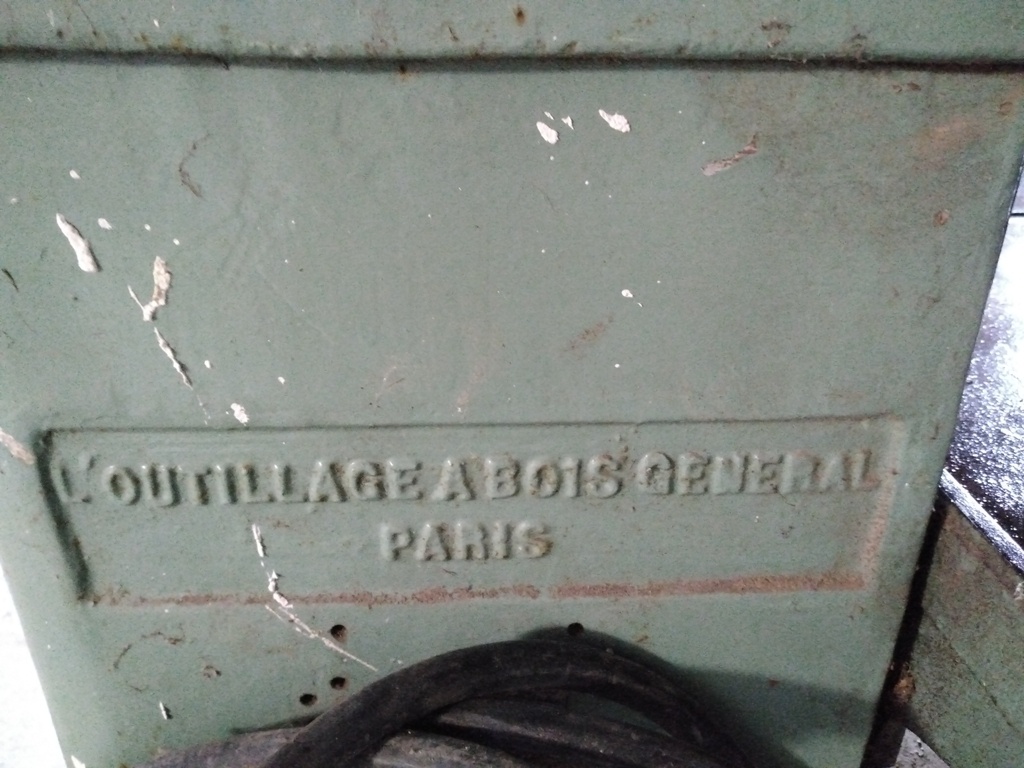 L'OUTILLAGE A BOIS GENERAL
PARIS